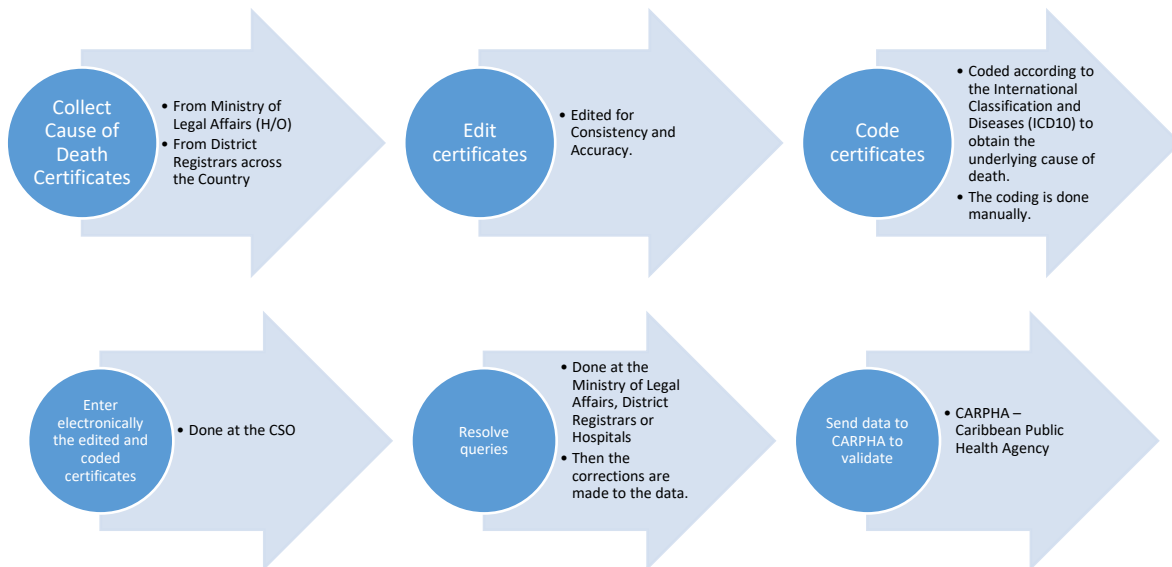 Collect
Cause of
Death
Certificates
• From Ministry of
Legal Affairs (H/O)
• From District
Registrars across
the Country
Edit
certificates
• Edited for
Consistency and
Accuracy.
Code
certificates
• Coded according to
the International
Classification and
Diseases (ICD10) to
obtain the
underlying cause of
death.
• The coding is done
manually.
Enter
electronically
the edited and
coded
certificates
• Done at the CSO
Resolve
queries
• Done at the
Ministry of Legal
Affairs, District
Registrars or
Hospitals
• Then the
corrections are
made to the data.
Send data to
CARPHA to
validate
• CARPHA –
Caribbean Public
Health Agency